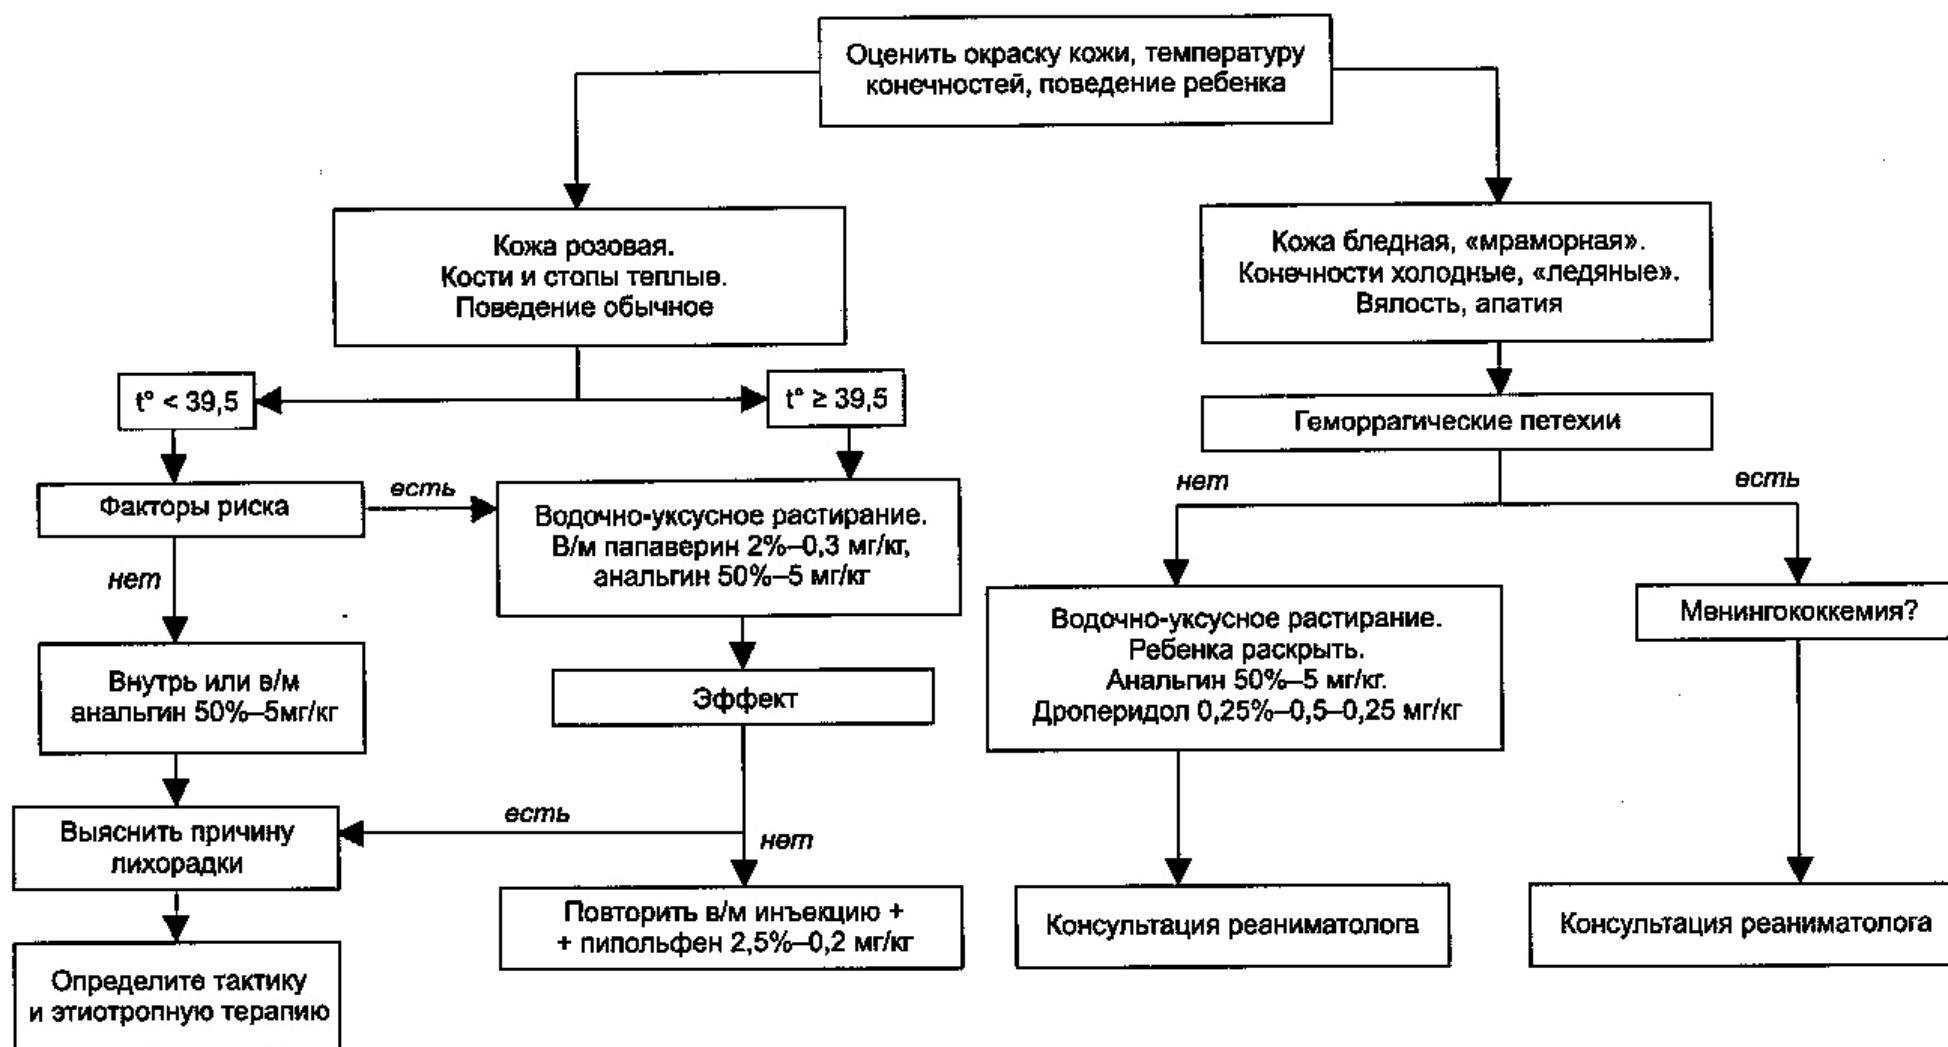 Оценить окраску кожи, температуру
конечностей, поведение ребенка
Кожа розовая.
Кости и стопы теплые.
Поведение обычное
Кожа бледная, «мраморная».
Конечности холодные, «ледяные».
Вялость, апатия
t° < 39,5
t° ≥ 39,5
Геморрагические петехии
Факторы риска
есть
нет
Водочно-уксусное растирание.
В/м папаверин 2%–0,3 мг/кг,
анальгин 50%–5 мг/кг
нет
есть
Внутрь или в/м
анальгин 50%–5мг/кг
Эффект
Водочно-уксусное растирание.
Ребенка раскрыть.
Анальгин 50%–5 мг/кг.
Дроперидол 0,25%–0,5–0,25 мг/кг
Менингококкемия?
Выяснить причину
лихорадки
есть
нет
Повторить в/м инъекцию +
+ пипольфен 2,5%–0,2 мг/кг
Консультация реаниматолога
Консультация реаниматолога
Определите тактику
и этиотропную терапию